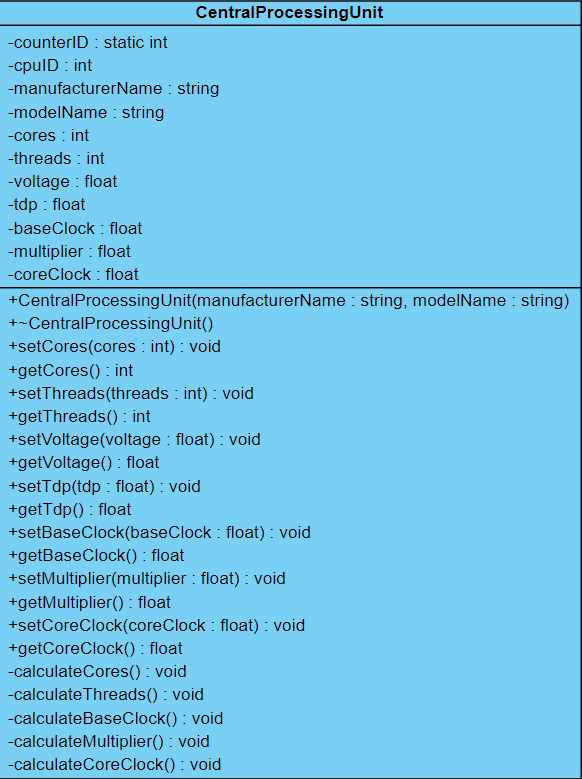 CentralProcessingUnit
-counterID : static int
-cpuID : int
-manufacturerName : string
-modelName : string
-cores : int
-threads : int
-voltage : float
-tdp : float
-baseClock : float
-multiplier : float
-coreClock : float
+CentralProcessingUnit(manufacturerName : string, modelName : string)
+~CentralProcessingUnit()
+setCores(cores : int) : void
+getCores() : int
+setThreads(threads : int) : void
+getThreads() : int
+setVoltage(voltage : float) : void
+getVoltage() : float
+setTdp(tdp : float) : void
+getTdp() : float
+setBaseClock(baseClock : float) : void
+getBaseClock() : float
+setMultiplier(multiplier : float) : void
+getMultiplier() : float
+setCoreClock(coreClock : float) : void
+getCoreClock() : float
-calculateCores() : void
-calculateThreads() : void
-calculateBaseClock() : void
-calculateMultiplier() : void
-calculateCoreClock() : void